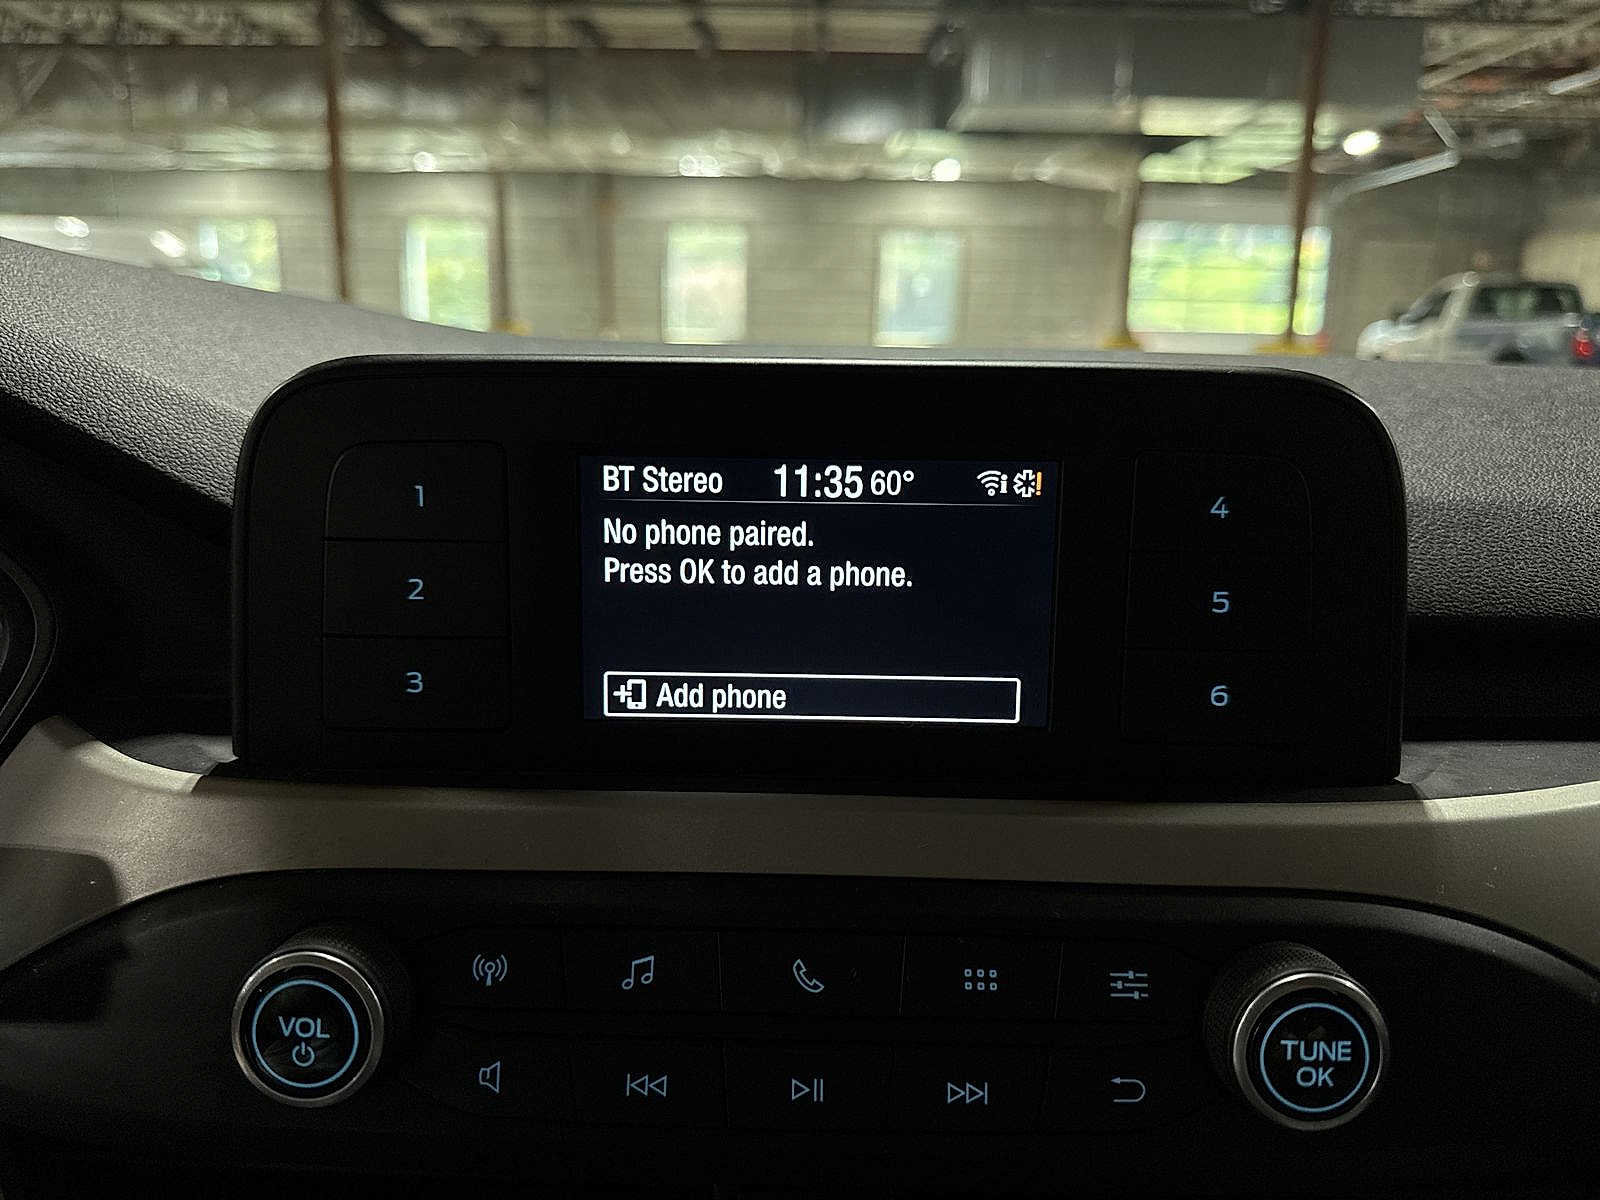 BT Stereo 11:35 60°
No phone paired.
Press OK to add a phone.
Add phone
1
2
3
4
5
6
VOL
TUNE
OK